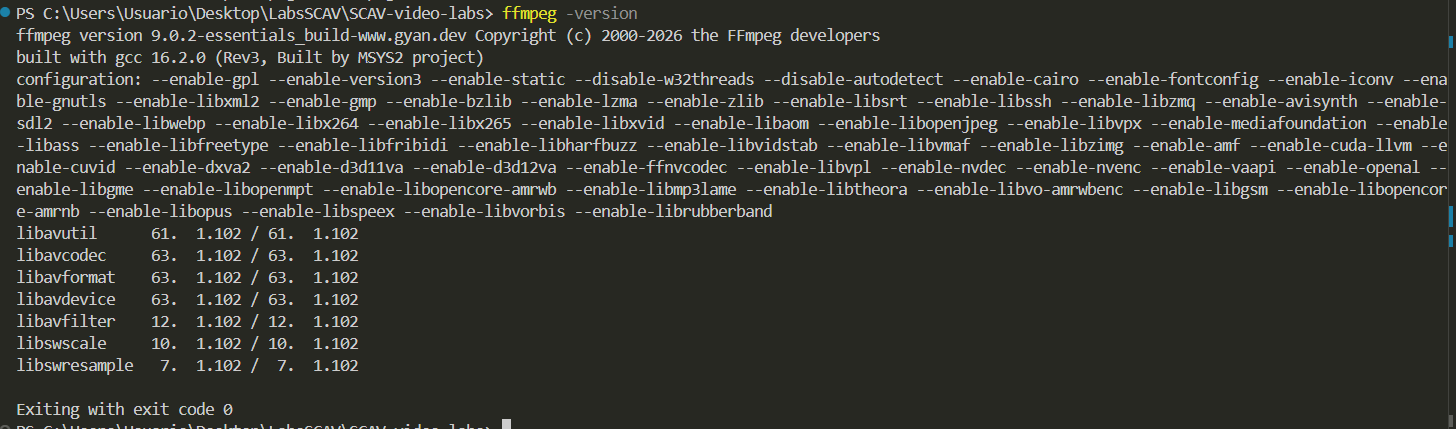 PS C:\Users\Usuario\Desktop\LabsSCAV\SCAV-video-labs> ffmpeg -version
ffmpeg version 9.0.2-essentials_build-www.gyan.dev Copyright (c) 2000-2026 the FFmpeg developers
built with gcc 16.2.0 (Rev3, Built by MSYS2 project)
configuration: --enable-gpl --enable-version3 --enable-static --disable-w32threads --disable-autodetect --enable-cairo --enable-fontconfig --enable-iconv --ena
ble-gnutls --enable-libxml2 --enable-gmp --enable-bzlib --enable-lzma --enable-zlib --enable-libsrt --enable-libssh --enable-libzmq --enable-avisynth --enable-
sdl2 --enable-libwebp --enable-libx264 --enable-libx265 --enable-libxvid --enable-libaom --enable-libopenjpeg --enable-libvpx --enable-mediafoundation --enable
-libass --enable-libfreetype --enable-libfribidi --enable-libharfbuzz --enable-libvidstab --enable-libvmaf --enable-libzimg --enable-amf --enable-cuda-llvm --e
nable-cuvid --enable-dxva2 --enable-d3d11va --enable-d3d12va --enable-ffnvcodec --enable-libvpl --enable-nvdec --enable-nvenc --enable-vaapi --enable-openal --
enable-libgme --enable-libopenmpt --enable-libopencore-amrwb --enable-libmp3lame --enable-libtheora --enable-libvo-amrwbenc --enable-libgsm --enable-libopencor
e-amrnb --enable-libopus --enable-libspeex --enable-libvorbis --enable-librubberband
libavutil      61.  1.102 / 61.  1.102
libavcodec     63.  1.102 / 63.  1.102
libavformat    63.  1.102 / 63.  1.102
libavdevice    63.  1.102 / 63.  1.102
libavfilter    12.  1.102 / 12.  1.102
libswscale     10.  1.102 / 10.  1.102
libswresample   7.  1.102 /  7.  1.102
Exiting with exit code 0
PS C:\Users\Usuario\Desktop\LabsSCAV\SCAV-video-labs>